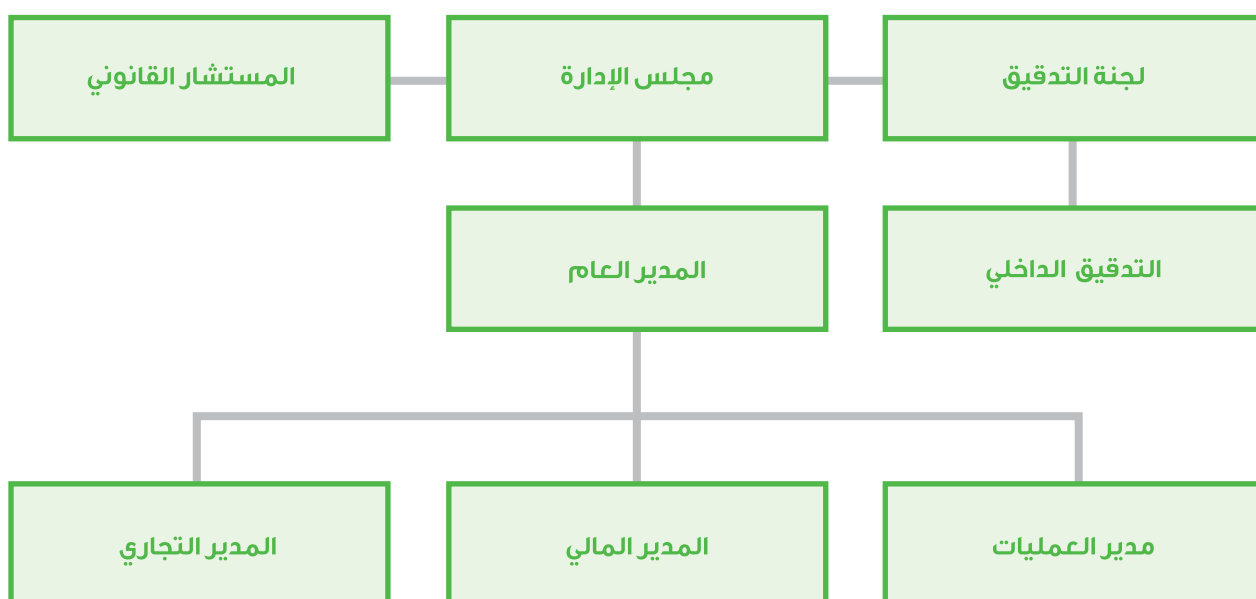 لجنة التدقيق
مجلس الإدارة
المستشار القانوني
التدقيق الداخلي
المدير العام
مدير العمليات
المدير المالي
المدير التجاري